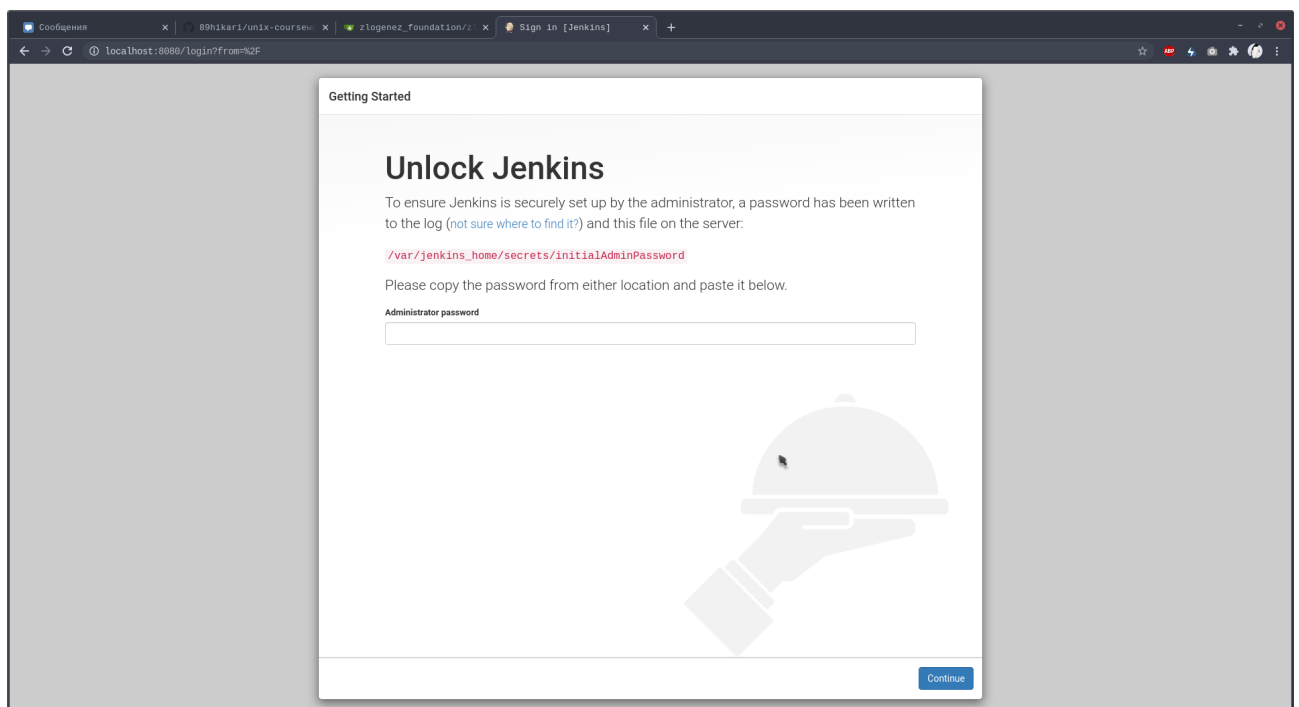 Сообщения
89hikari/unix-coursew
zlogenez_foundation/z
Sign in [Jenkins]
localhost:8080/login?from=%2F
ABP
Getting Started
Unlock Jenkins
To ensure Jenkins is securely set up by the administrator, a password has been written
to the log (not sure where to find it?) and this file on the server:
/var/jenkins_home/secrets/initialAdminPassword
Please copy the password from either location and paste it below.
Administrator password
Continue